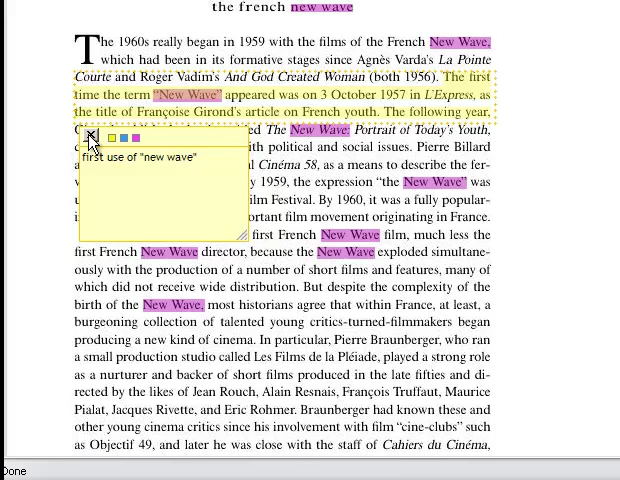 the french new wave
The 1960s really began in 1959 with the films of the French New Wave,
which had been in its formative stages since Agnès Varda's La Pointe
Courte and Roger Vadim's And God Created Woman (both 1956). The first
time the term “New Wave” appeared was on 3 October 1957 in L'Express, as
the title of Françoise Girond's article on French youth. The following year,
ed The New Wave: Portrait of Today's Youth,
ith political and social issues. Pierre Billard
first use of "new wave"
l Cinéma 58, as a means to describe the fer-
y 1959, the expression “the New Wave” was
ilm Festival. By 1960, it was a fully popular-
ortant film movement originating in France.
first French New Wave film, much less the
first French New Wave director, because the New Wave exploded simultane-
ously with the production of a number of short films and features, many of
which did not receive wide distribution. But despite the complexity of the
birth of the New Wave, most historians agree that within France, at least, a
burgeoning collection of talented young critics-turned-filmmakers began
producing a new kind of cinema. In particular, Pierre Braunberger, who ran
a small production studio called Les Films de la Pléiade, played a strong role
as a nurturer and backer of short films produced in the late fifties and di-
rected by the likes of Jean Rouch, Alain Resnais, François Truffaut, Maurice
Pialat, Jacques Rivette, and Eric Rohmer. Braunberger had known these and
other young cinema critics since his involvement with film “cine-clubs” such
as Objectif 49, and later he was close with the staff of Cahiers du Cinéma,
Done